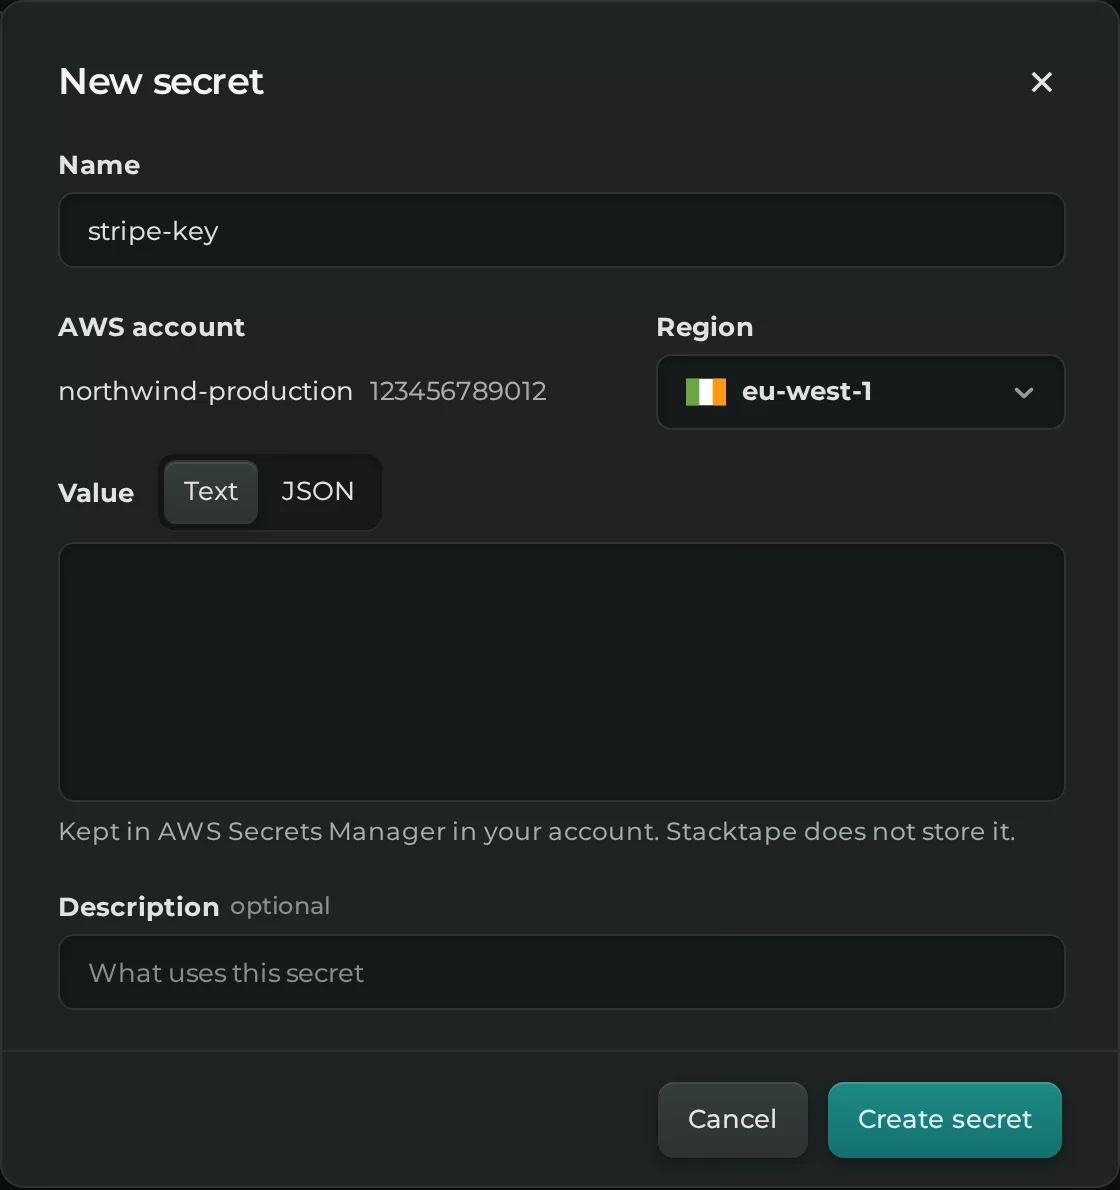 New secret
Name
stripe-key
AWS account
northwind-production 123456789012
Region
eu-west-1
Value
Text
JSON
Kept in AWS Secrets Manager in your account. Stacktape does not store it.
Description optional
What uses this secret
Cancel
Create secret